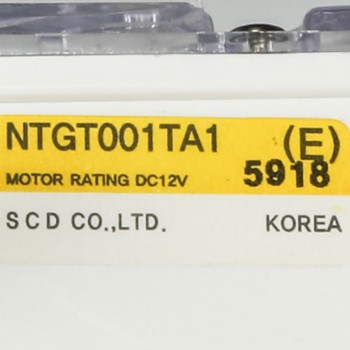 NTGT001TA1 (E)
MOTOR RATING DC12V 5918
S C D CO.,LTD. KOREA